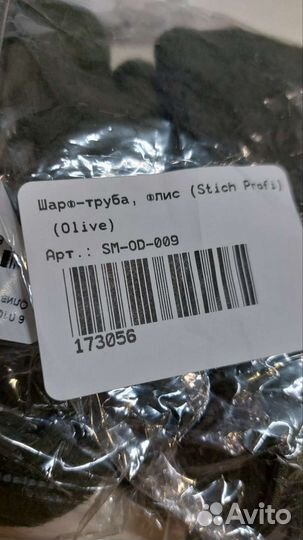 Шарф-труба, флис (Stich Profi)
(Olive)
Арт.: SM-OD-009
173056
Avito